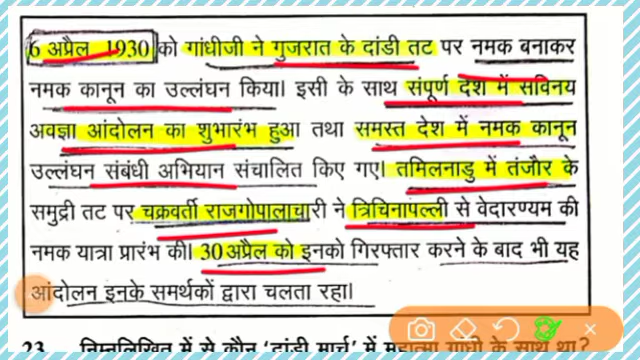 6 अप्रैल 1930 को गांधीजी ने गुजरात के दांडी तट पर नमक बनाकर
नमक कानून का उल्लंघन किया। इसी के साथ संपूर्ण देश में सविनय
अवज्ञा आंदोलन का शुभारंभ हुआ तथा समस्त देश में नमक कानून
उल्लंघन संबंधी अभियान संचालित किए गए। तमिलनाडु में तंजौर के
समुद्री तट पर चक्रवर्ती राजगोपालाचारी ने त्रिचिनापल्ली से वेदारण्यम की
नमक यात्रा प्रारंभ की। 30 अप्रैल को इनको गिरफ्तार करने के बाद भी यह
आंदोलन इनके समर्थकों द्वारा चलता रहा।
23. निम्नलिखित में से कौन 'दांडी मार्च' में महात्मा गांधी के साथ था?